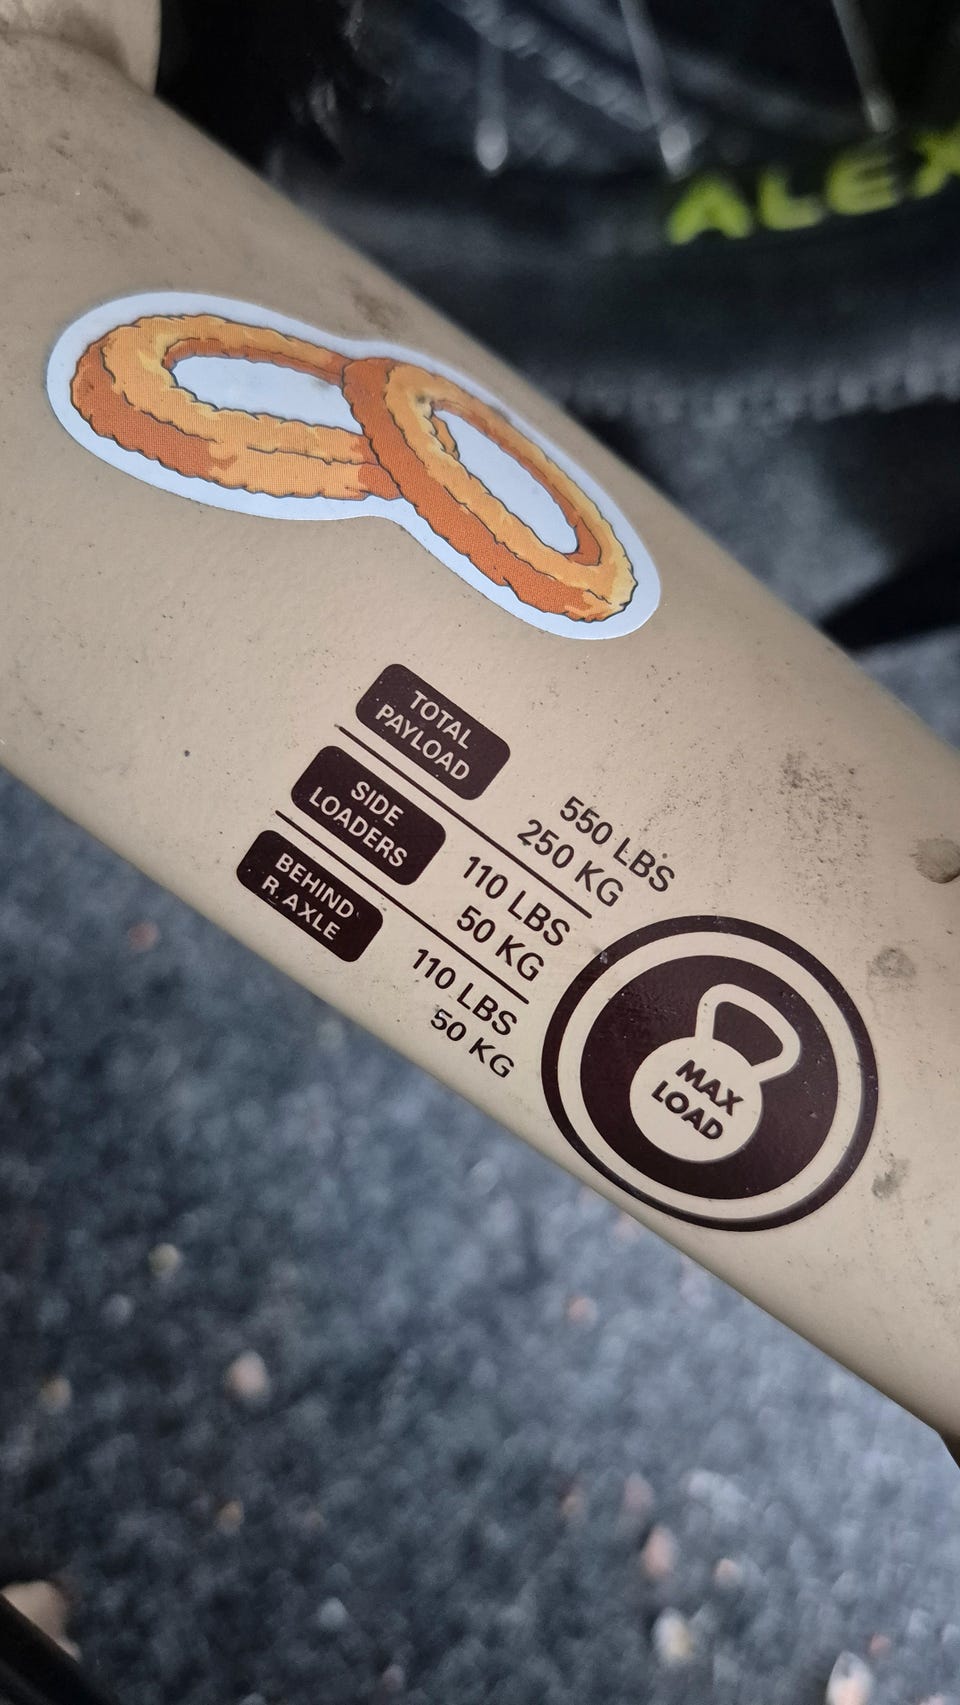 ALEX
TOTAL
PAYLOAD
550 LBS
250 KG
SIDE
LOADERS
110 LBS
50 KG
BEHIND
R. AXLE
110 LBS
50 KG
MAX
LOAD